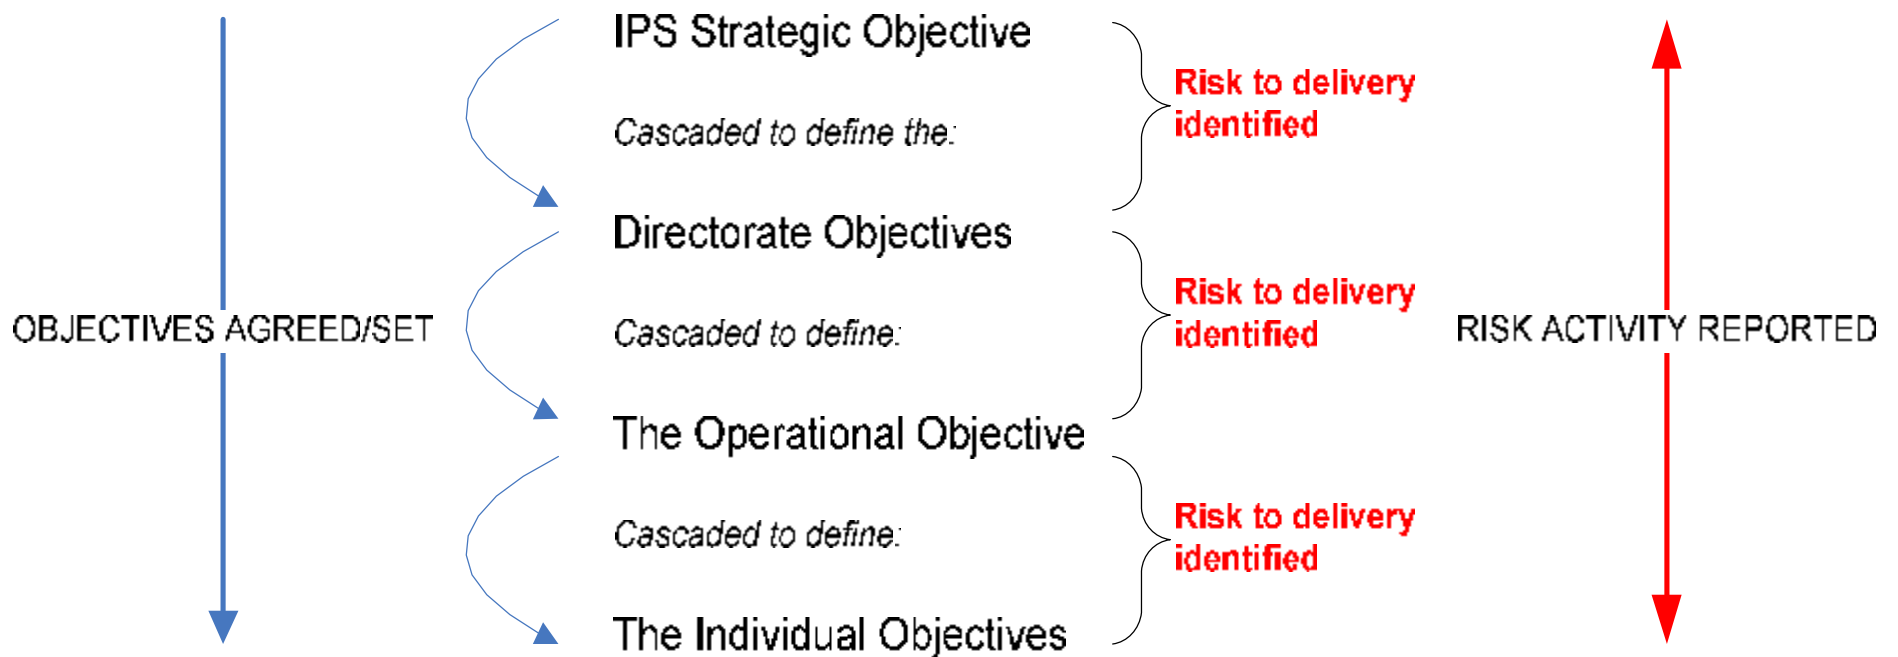 IPS Strategic Objective
Risk to delivery
identified
Cascaded to define the:
Directorate Objectives
Risk to delivery
identified
OBJECTIVES AGREED/SET
Cascaded to define:
RISK ACTIVITY REPORTED
The Operational Objective
Risk to delivery
identified
Cascaded to define:
The Individual Objectives